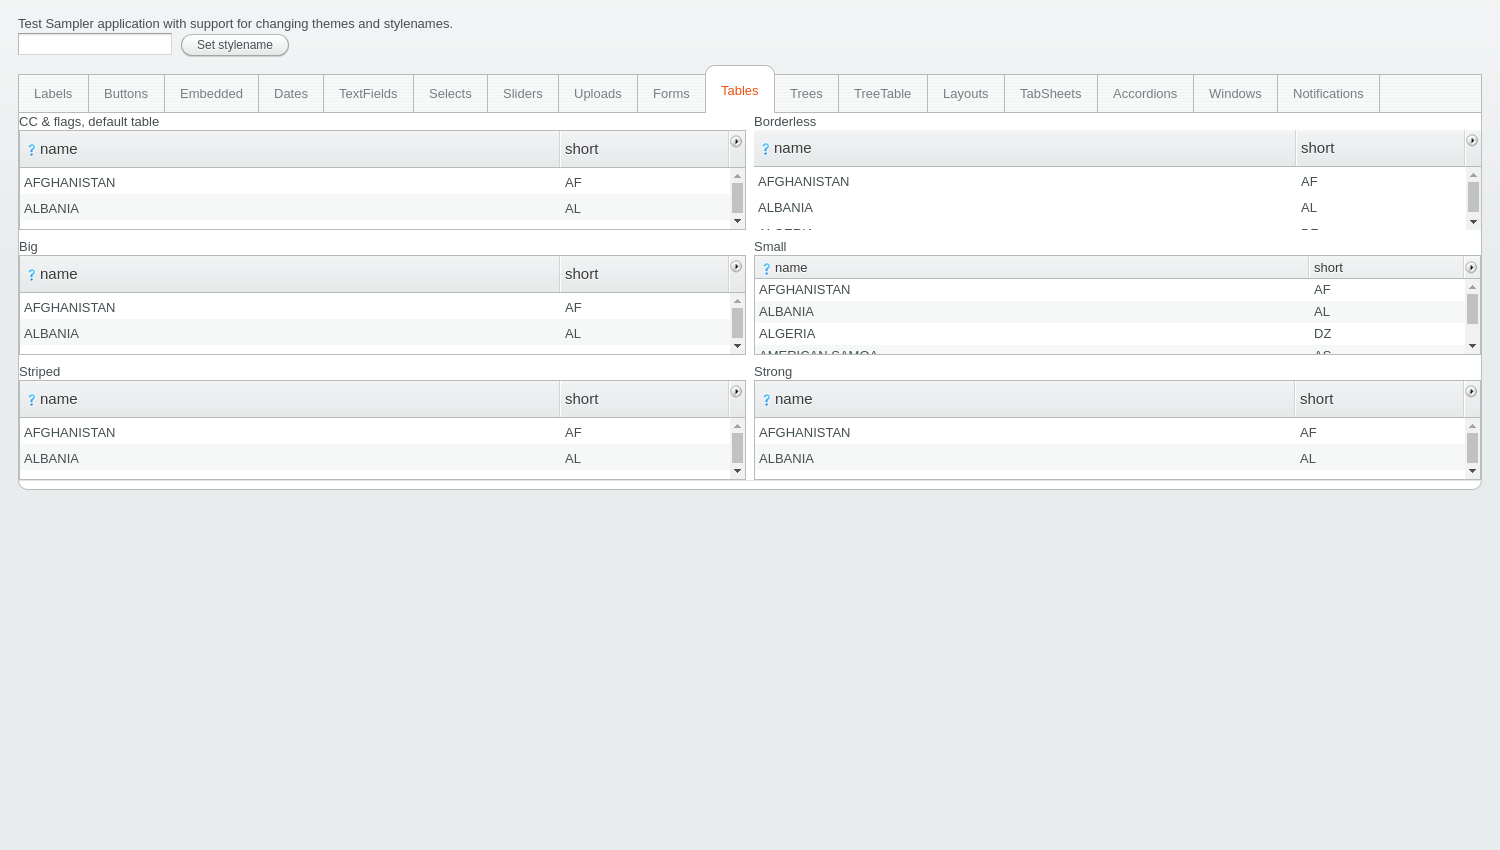 Test Sampler application with support for changing themes and stylenames.
Set stylename
Labels Buttons Embedded Dates TextFields Selects Sliders Uploads Forms Tables Trees TreeTable Layouts TabSheets Accordions Windows Notifications
CC & flags, default table
name short
AFGHANISTAN AF
ALBANIA AL
Borderless
name short
AFGHANISTAN AF
ALBANIA AL
Big
name short
AFGHANISTAN AF
ALBANIA AL
Small
name short
AFGHANISTAN AF
ALBANIA AL
ALGERIA DZ
AMERICAN SAMOA AS
Striped
name short
AFGHANISTAN AF
ALBANIA AL
Strong
name short
AFGHANISTAN AF
ALBANIA AL